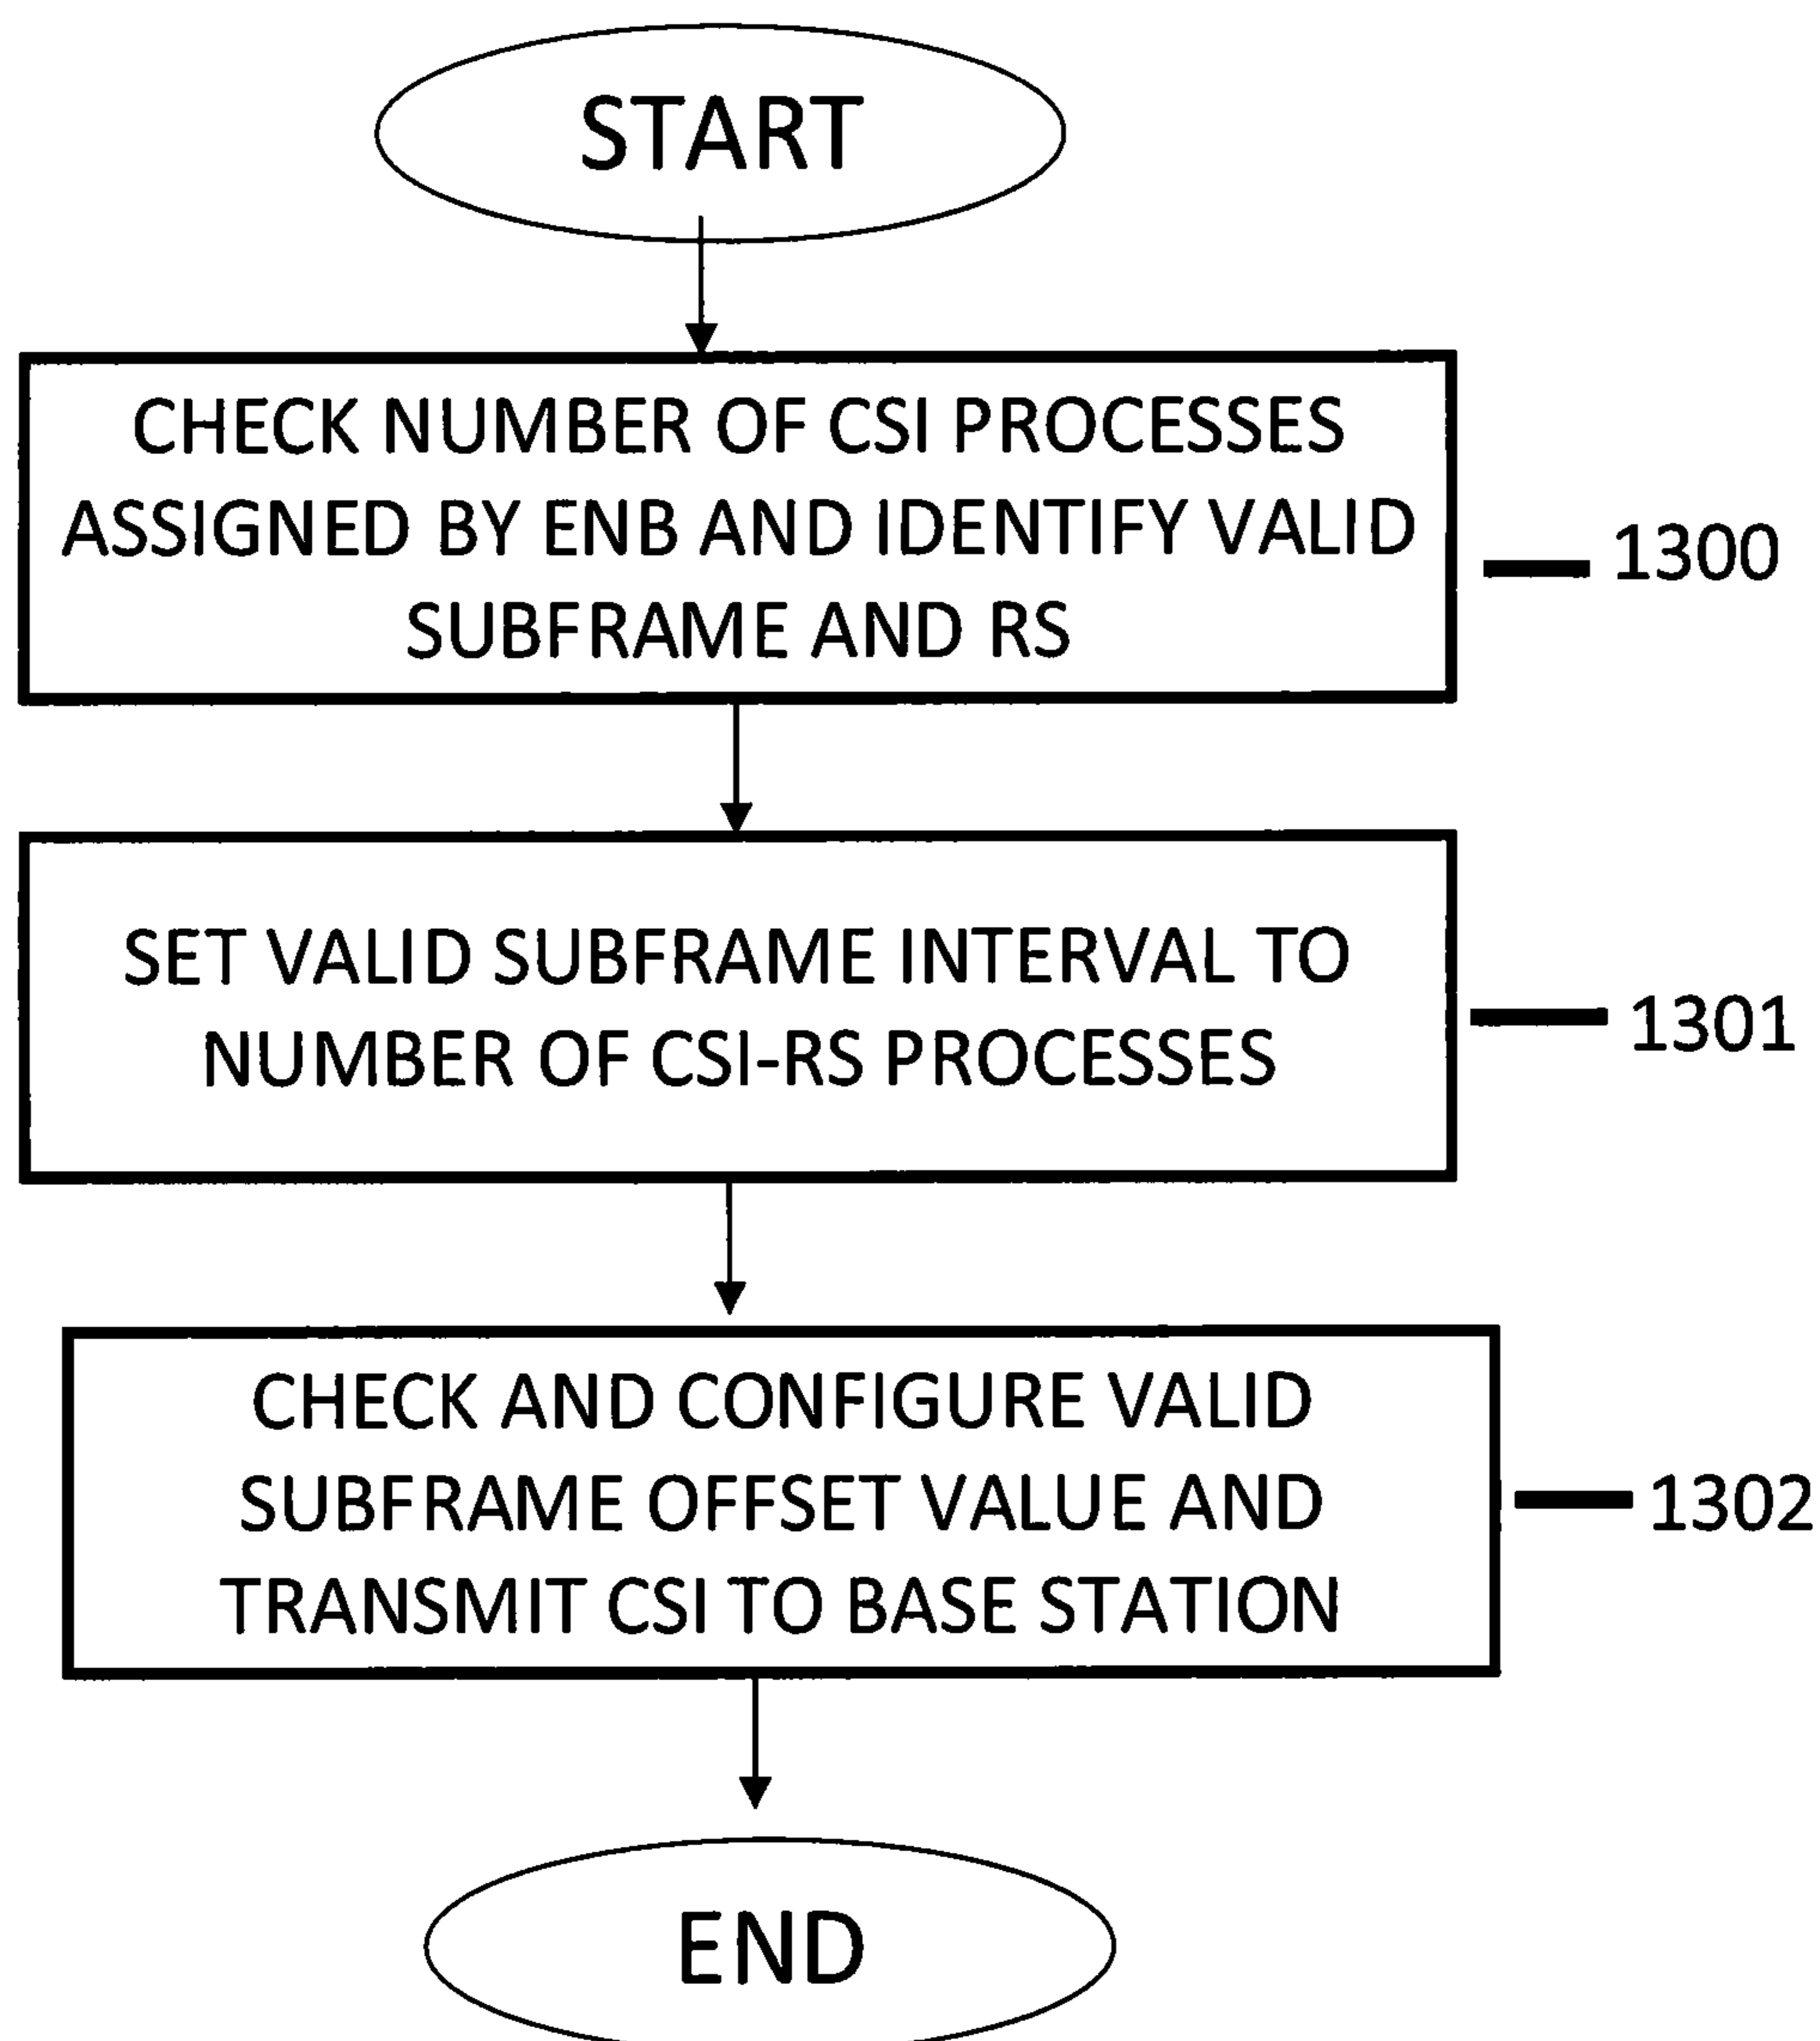 START
CHECK NUMBER OF CSI PROCESSES
ASSIGNED BY ENB AND IDENTIFY VALID
SUBFRAME AND RS
1300
SET VALID SUBFRAME INTERVAL TO
NUMBER OF CSI-RS PROCESSES
1301
CHECK AND CONFIGURE VALID
SUBFRAME OFFSET VALUE AND
TRANSMIT CSI TO BASE STATION
1302
END